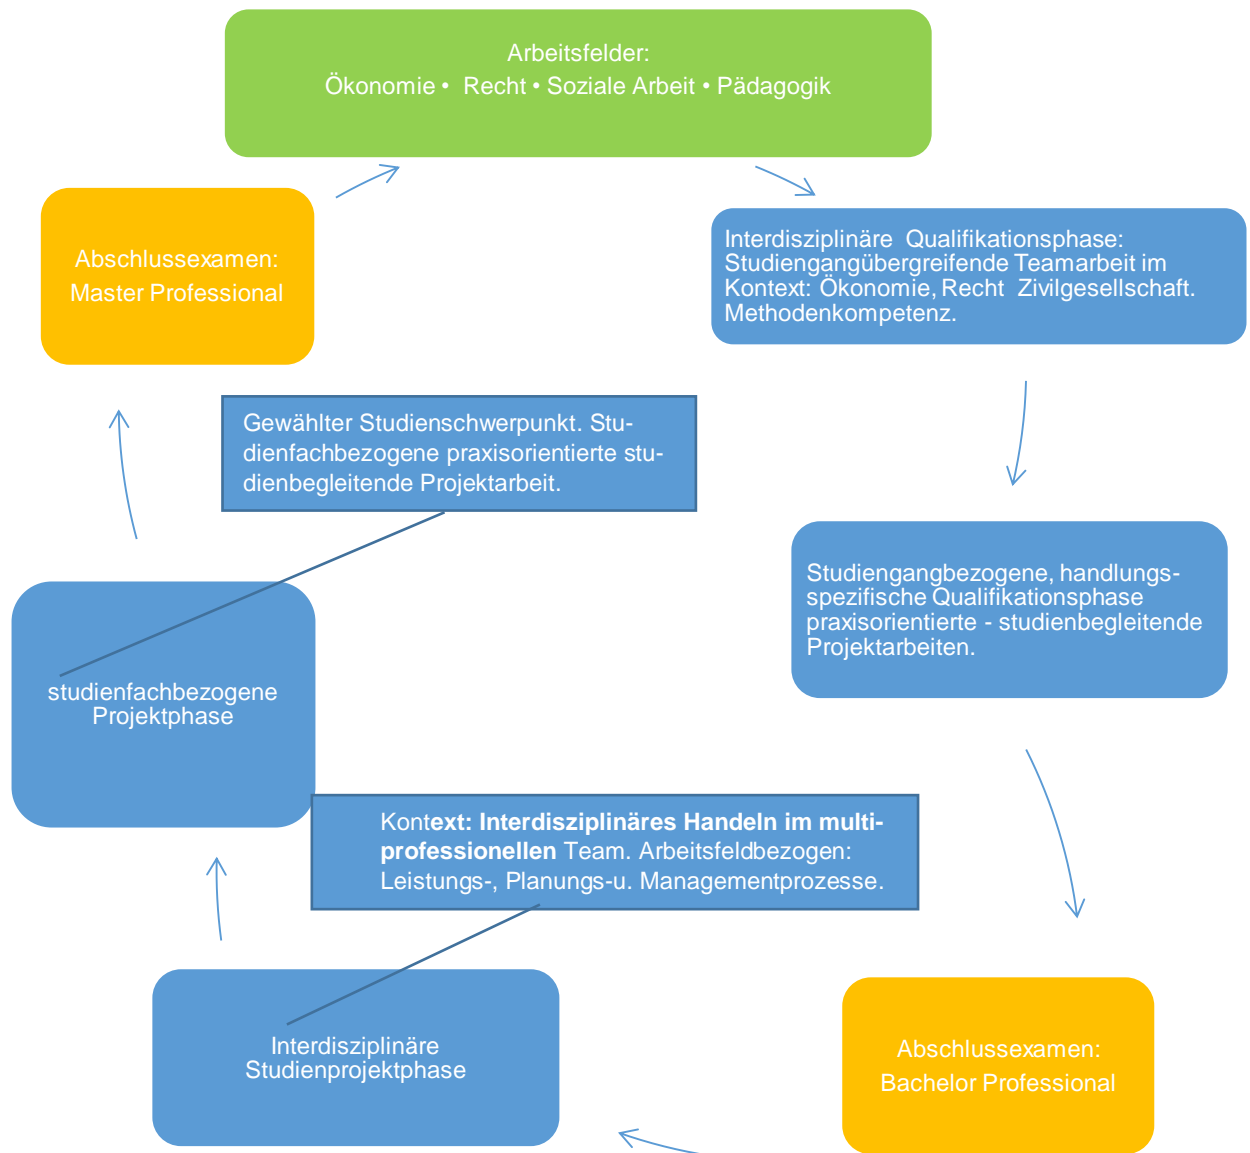 Arbeitsfelder:
Ökonomie • Recht • Soziale Arbeit • Pädagogik
Abschlussexamen:
Master Professional
Interdisziplinäre Qualifikationsphase:
Studiengangübergreifende Teamarbeit im
Kontext: Ökonomie, Recht Zivilgesellschaft.
Methodenkompetenz.
Gewählter Studienschwerpunkt. Stu-
dienfachbezogene praxisorientierte stu-
dienbegleitende Projektarbeit.
Studiengangbezogene, handlungs-
spezifische Qualifikationsphase
praxisorientierte - studienbegleitende
Projektarbeiten.
studienfachbezogene
Projektphase
Kontext: Interdisziplinäres Handeln im multi-
professionellen Team. Arbeitsfeldbezogen:
Leistungs-, Planungs-u. Managementprozesse.
Interdisziplinäre
Studienprojektphase
Abschlussexamen:
Bachelor Professional